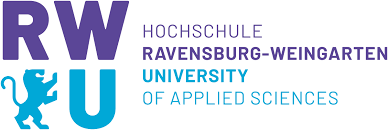 RW
U
HOCHSCHULE
RAVENSBURG-WEINGARTEN
UNIVERSITY
OF APPLIED SCIENCES